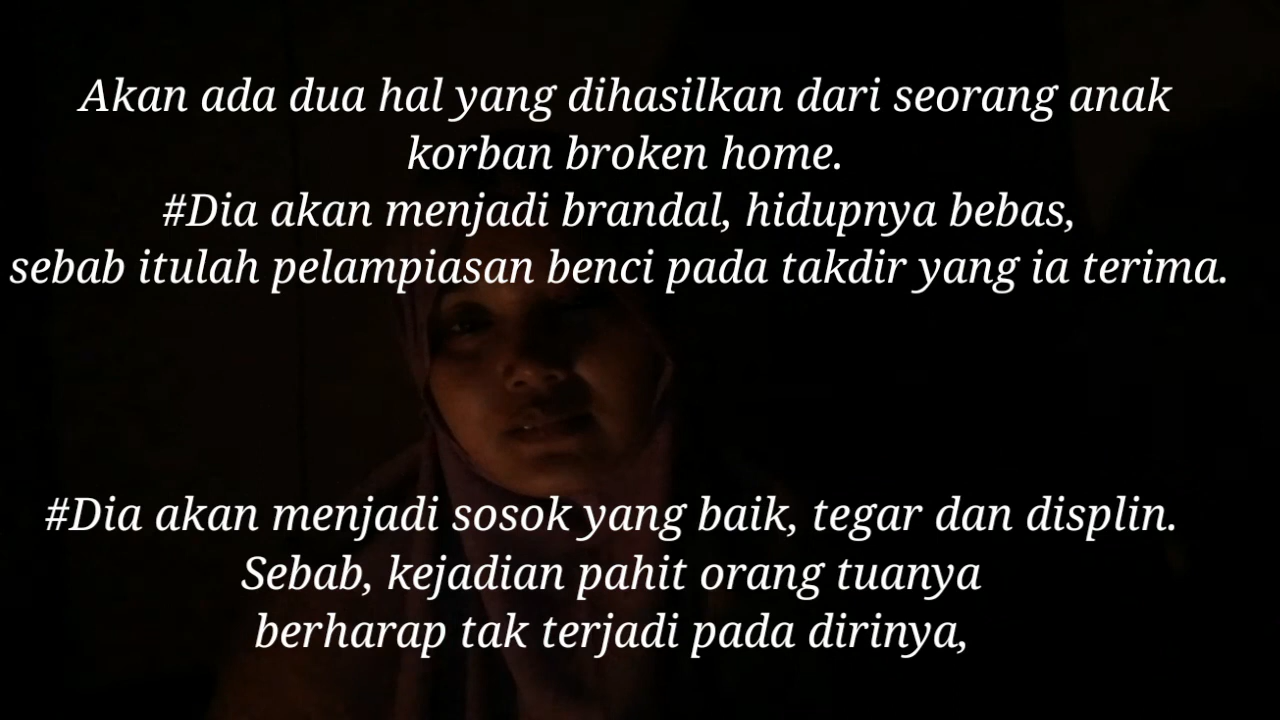 Akan ada dua hal yang dihasilkan dari seorang anak
korban broken home.
#Dia akan menjadi brandal, hidupnya bebas,
sebab itulah pelampiasan benci pada takdir yang ia terima.
#Dia akan menjadi sosok yang baik, tegar dan displin.
Sebab, kejadian pahit orang tuanya
berharap tak terjadi pada dirinya,